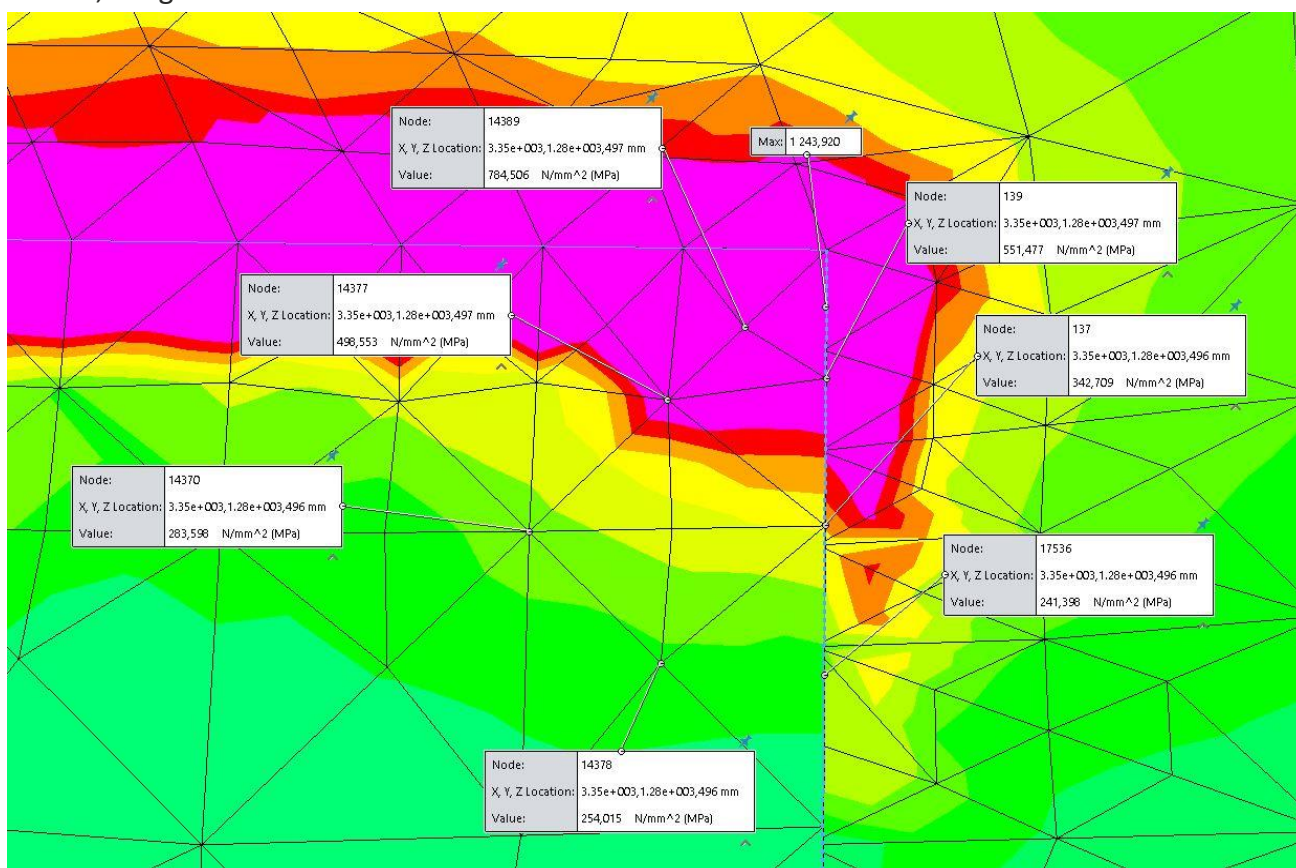 Node: 14389
X, Y, Z Location: 3.35e+003,1.28e+003,497 mm
Value: 784,506 N/mm^2 (MPa)
Max: 1 243,920
Node: 139
X, Y, Z Location: 3.35e+003,1.28e+003,497 mm
Value: 551,477 N/mm^2 (MPa)
Node: 14377
X, Y, Z Location: 3.35e+003,1.28e+003,497 mm
Value: 498,553 N/mm^2 (MPa)
Node: 137
X, Y, Z Location: 3.35e+003,1.28e+003,496 mm
Value: 342,709 N/mm^2 (MPa)
Node: 14370
X, Y, Z Location: 3.35e+003,1.28e+003,496 mm
Value: 283,598 N/mm^2 (MPa)
Node: 17536
X, Y, Z Location: 3.35e+003,1.28e+003,496 mm
Value: 241,398 N/mm^2 (MPa)
Node: 14378
X, Y, Z Location: 3.35e+003,1.28e+003,496 mm
Value: 254,015 N/mm^2 (MPa)